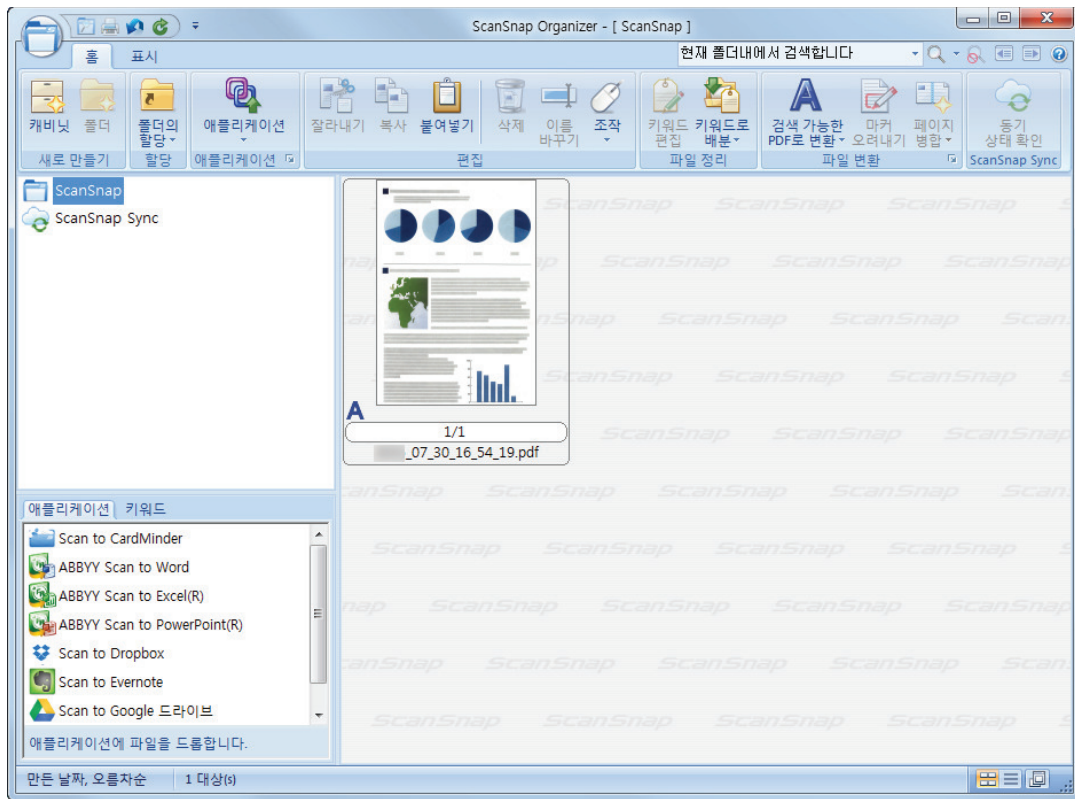 ScanSnap Organizer - [ ScanSnap ]
홈 표시
현재 폴더내에서 검색합니다
캐비닛 폴더
폴더의 할당
애플리케이션
잘라내기 복사 붙여넣기 삭제 이름 바꾸기 조작
키워드 편집 키워드로 배분
검색 가능한 PDF로 변환 마커 오려내기 페이지 병합
동기 상태 확인
새로 만들기 할당 애플리케이션 편집 파일 정리 파일 변환 ScanSnap Sync
ScanSnap
ScanSnap Sync
A
1/1
_07_30_16_54_19.pdf
애플리케이션 키워드
Scan to CardMinder
ABBYY Scan to Word
ABBYY Scan to Excel(R)
ABBYY Scan to PowerPoint(R)
Scan to Dropbox
Scan to Evernote
Scan to Google 드라이브
애플리케이션에 파일을 드롭합니다.
만든 날짜, 오름차순 1 대상(s)